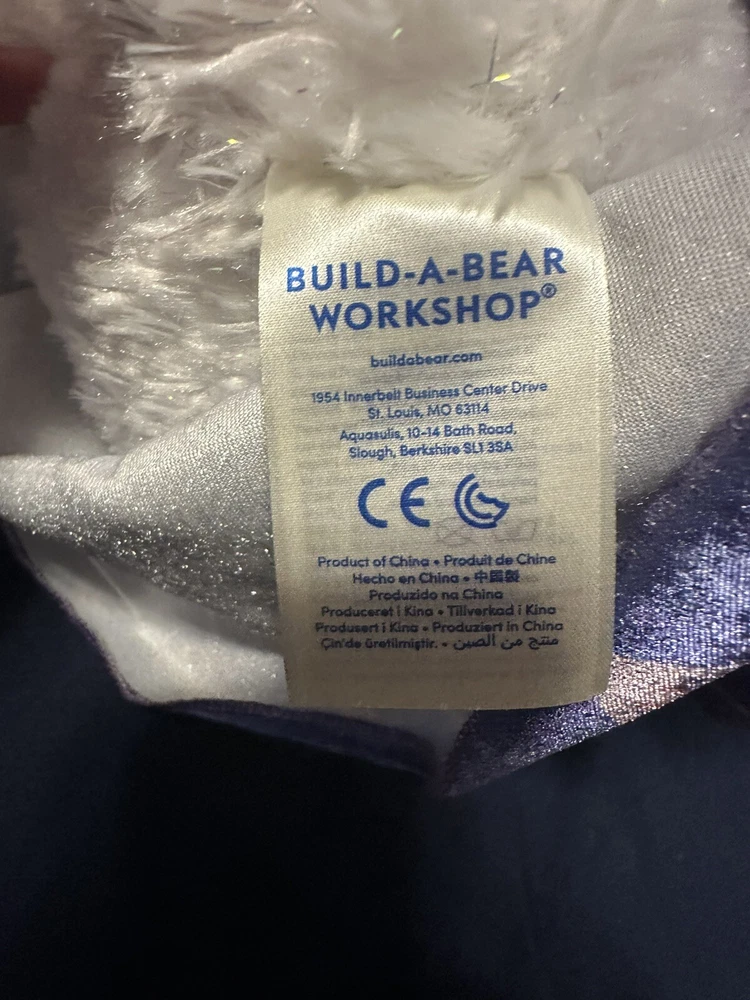 BUILD-A-BEAR
WORKSHOP®
buildabear.com
1954 Innerbelt Business Center Drive
St. Louis, MO 63114
Aquasulis, 10-14 Bath Road,
Slough, Berkshire SL1 3SA
CE
Product of China • Produit de Chine
Hecho en China • 中國製
Produzido na China
Produceret i Kina • Tillverkad i Kina
Produsert i Kina • Produziert in China
Çin'de üretilmiştir. • منتج من الصين